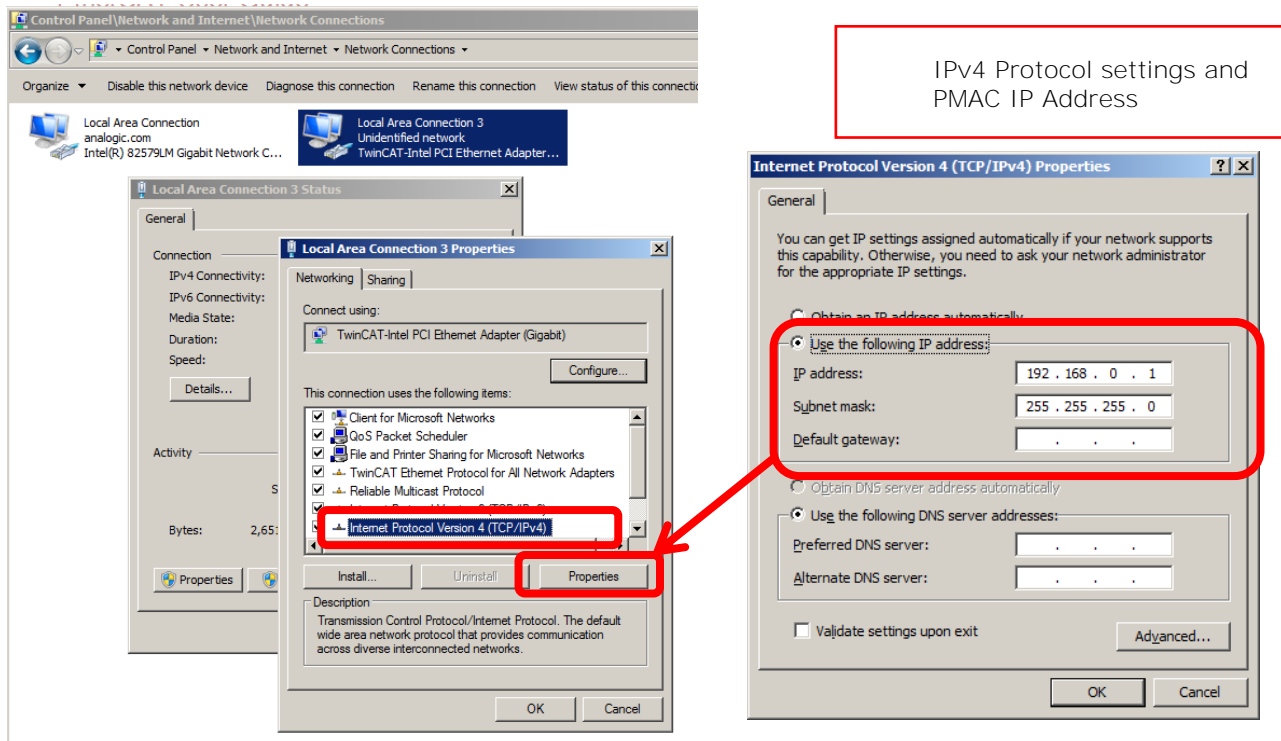 Control Panel\Network and Internet\Network Connections
Control Panel Network and Internet Network Connections
Organize Disable this network device Diagnose this connection Rename this connection View status of this connectio
Local Area Connection
analogic.com
Intel(R) 82579LM Gigabit Network C...
Local Area Connection 3
Unidentified network
TwinCAT-Intel PCI Ethernet Adapter...
IPv4 Protocol settings and
PMAC IP Address
Local Area Connection 3 Status
General
Connection
IPv4 Connectivity:
IPv6 Connectivity:
Media State:
Duration:
Speed:
Details...
Activity
S
Bytes: 2,651
Properties
Local Area Connection 3 Properties
Networking Sharing
Connect using:
TwinCAT-Intel PCI Ethernet Adapter (Gigabit)
Configure...
This connection uses the following items:
Client for Microsoft Networks
QoS Packet Scheduler
File and Printer Sharing for Microsoft Networks
TwinCAT Ethernet Protocol for All Network Adapters
Reliable Multicast Protocol
Internet Protocol Version 4 (TCP/IPv4)
Install... Uninstall Properties
Description
Transmission Control Protocol/Internet Protocol. The default
wide area network protocol that provides communication
across diverse interconnected networks.
OK Cancel
Internet Protocol Version 4 (TCP/IPv4) Properties
General
You can get IP settings assigned automatically if your network supports
this capability. Otherwise, you need to ask your network administrator
for the appropriate IP settings.
Obtain an IP address automatically
Use the following IP address:
IP address: 192 . 168 . 0 . 1
Subnet mask: 255 . 255 . 255 . 0
Default gateway: . . .
Obtain DNS server address automatically
Use the following DNS server addresses:
Preferred DNS server: . . .
Alternate DNS server: . . .
Validate settings upon exit
Advanced...
OK Cancel